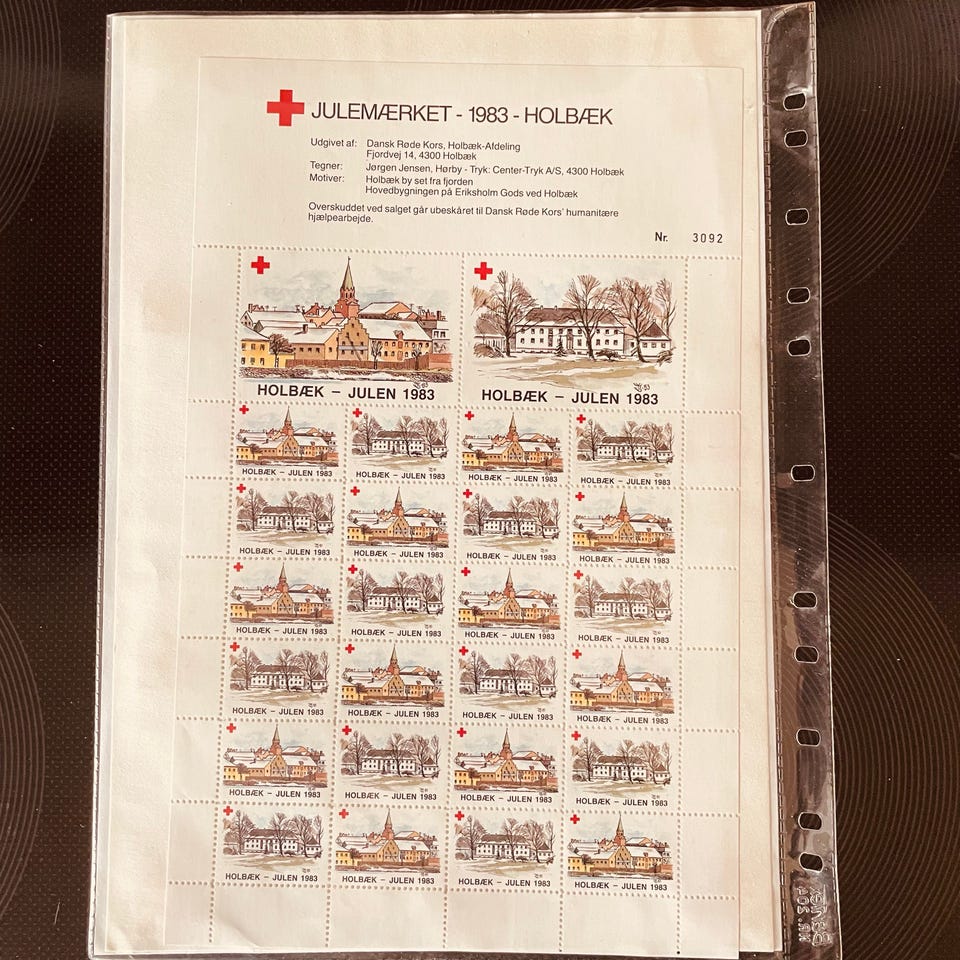 JULEMÆRKET - 1983 - HOLBÆK
Udgivet af: Dansk Røde Kors, Holbæk-Afdeling
Fjordvej 14, 4300 Holbæk
Tegner: Jørgen Jensen, Hørby - Tryk: Center-Tryk A/S, 4300 Holbæk
Motiver: Holbæk by set fra fjorden
Hovedbygningen på Eriksholm Gods ved Holbæk
Overskuddet ved salget går ubeskåret til Dansk Røde Kors' humanitære
hjælpearbejde.
Nr. 3092
HOLBÆK – JULEN 1983 HOLBÆK – JULEN 1983
HOLBÆK – JULEN 1983 HOLBÆK – JULEN 1983 HOLBÆK – JULEN 1983 HOLBÆK – JULEN 1983
HOLBÆK – JULEN 1983 HOLBÆK – JULEN 1983 HOLBÆK – JULEN 1983 HOLBÆK – JULEN 1983
HOLBÆK – JULEN 1983 HOLBÆK – JULEN 1983 HOLBÆK – JULEN 1983 HOLBÆK – JULEN 1983
HOLBÆK – JULEN 1983 HOLBÆK – JULEN 1983 HOLBÆK – JULEN 1983 HOLBÆK – JULEN 1983
HOLBÆK – JULEN 1983 HOLBÆK – JULEN 1983 HOLBÆK – JULEN 1983 HOLBÆK – JULEN 1983
HOLBÆK – JULEN 1983 HOLBÆK – JULEN 1983 HOLBÆK – JULEN 1983 HOLBÆK – JULEN 1983